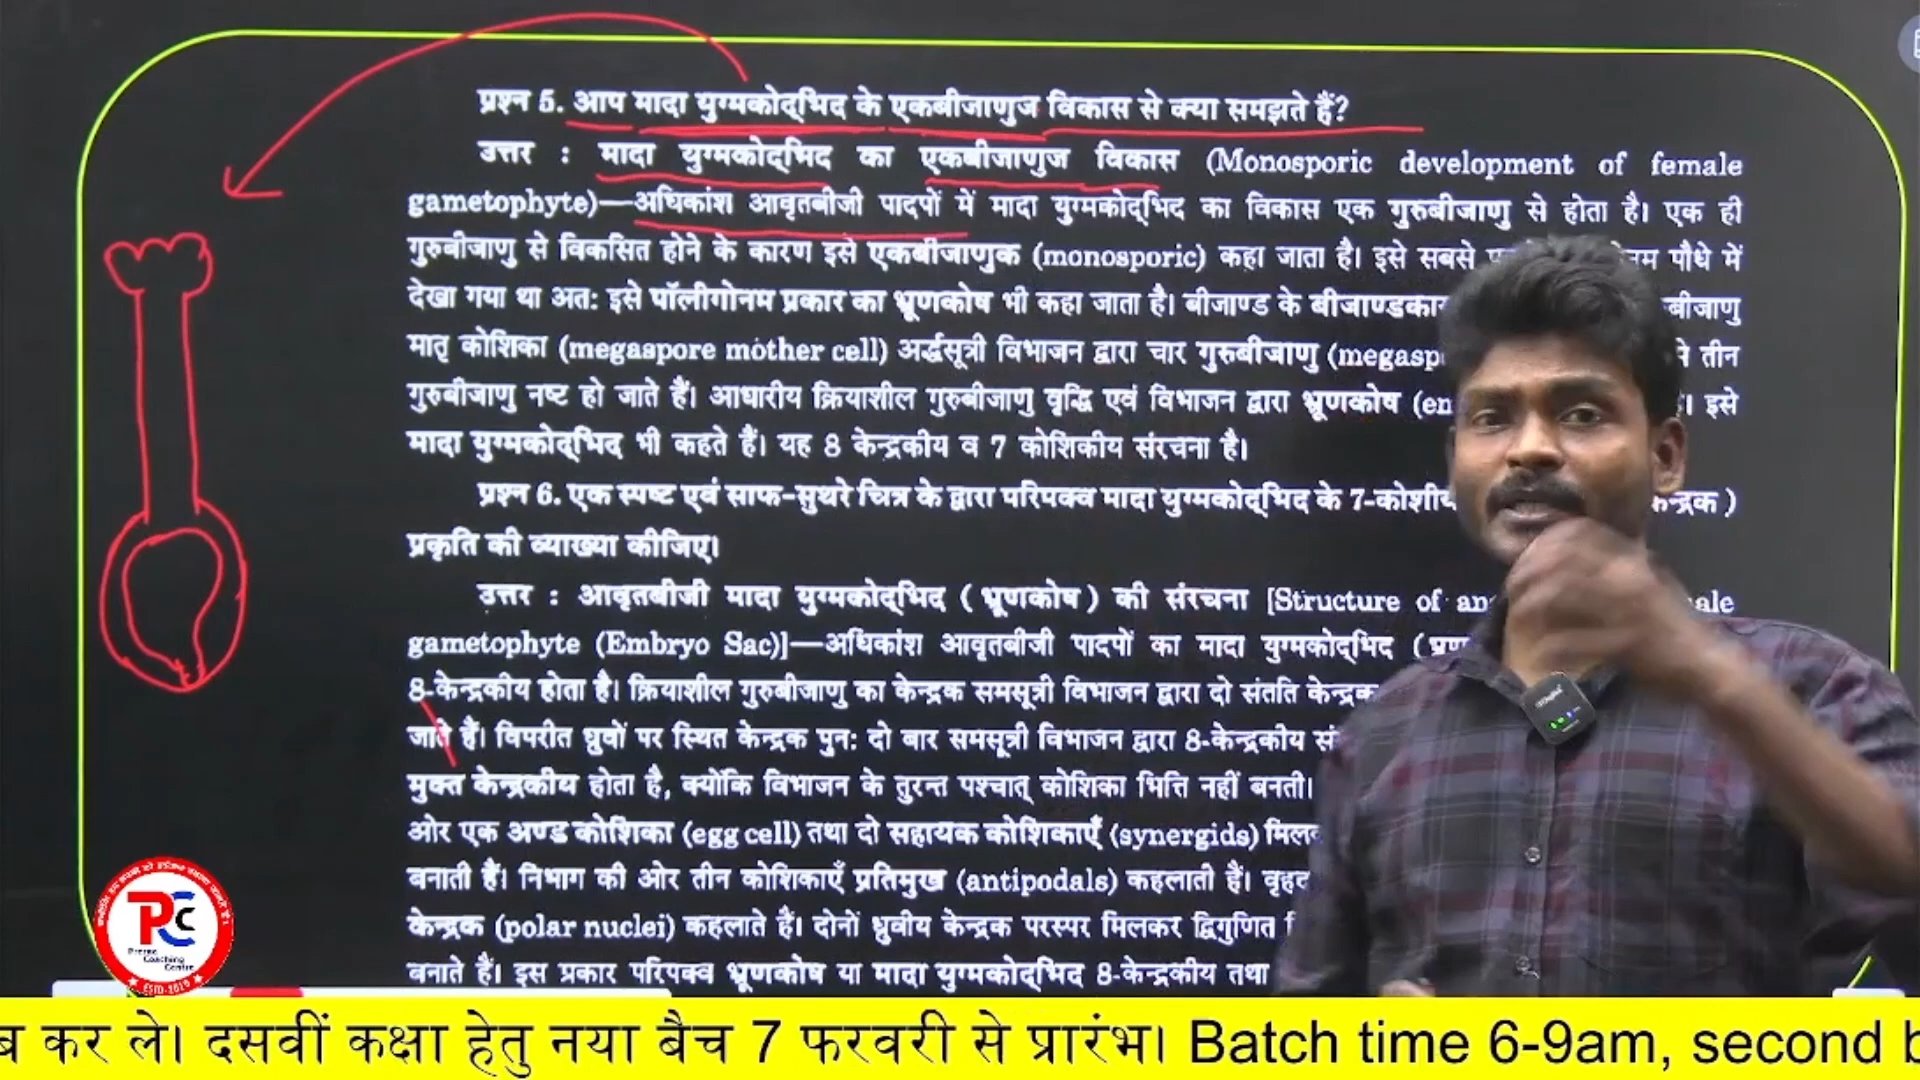 प्रश्न 5. आप मादा युग्मकोद्भिद के एकबीजाणुज विकास से क्या समझते हैं?
उत्तर : मादा युग्मकोद्भिद का एकबीजाणुज विकास (Monosporic development of female
gametophyte)—अधिकांश आवृतबीजी पादपों में मादा युग्मकोद्भिद का विकास एक गुरुबीजाणु से होता है। एक ही
गुरुबीजाणु से विकसित होने के कारण इसे एकबीजाणुक (monosporic) कहा जाता है। इसे सबसे पौधे में
देखा गया था अत: इसे पॉलीगोनम प्रकार का भ्रूणकोष भी कहा जाता है। बीजाण्ड के
मातृ कोशिका (megaspore mother cell) अर्द्धसूत्री विभाजन द्वारा चार गुरुबीजाणु तीन
गुरुबीजाणु नष्ट हो जाते हैं। आधारीय क्रियाशील गुरुबीजाणु वृद्धि एवं विभाजन द्वारा भ्रूणकोष इसे
मादा युग्मकोद्भिद भी कहते हैं। यह 8 केन्द्रकीय व 7 कोशिकीय संरचना है।
प्रश्न 6. एक स्पष्ट एवं साफ-सुथरे चित्र के द्वारा परिपक्व मादा युग्मकोद्भिद के
प्रकृति की व्याख्या कीजिए।
उत्तर : आवृतबीजी मादा युग्मकोद्भिद (भ्रूणकोष) की संरचना [Structure of
gametophyte (Embryo Sac)]—अधिकांश आवृतबीजी पादपों का मादा युग्मकोद्भिद
8-केन्द्रकीय होता है। क्रियाशील गुरुबीजाणु का केन्द्रक समसूत्री विभाजन द्वारा दो संतति
जाते हैं। विपरीत ध्रुवों पर स्थित केन्द्रक पुन: दो बार समसूत्री विभाजन द्वारा 8-केन्द्रकीय
मुक्त केन्द्रकीय होता है, क्योंकि विभाजन के तुरन्त पश्चात् कोशिका भित्ति नहीं बनती।
ओर एक अण्ड कोशिका (egg cell) तथा दो सहायक कोशिकाएँ (synergids)
बनाती हैं। निभाग की ओर तीन कोशिकाएँ प्रतिमुख (antipodals) कहलाती हैं।
केन्द्रक (polar nuclei) कहलाते हैं। दोनों ध्रुवीय केन्द्रक परस्पर मिलकर द्विगुणित
बनाते हैं। इस प्रकार परिपक्व भ्रूणकोष या मादा युग्मकोद्भिद 8-केन्द्रकीय तथा
PCC
Coaching
Centre
ESTD-2019
कर ले। दसवीं कक्षा हेतु नया बैच 7 फरवरी से प्रारंभ। Batch time 6-9am, second